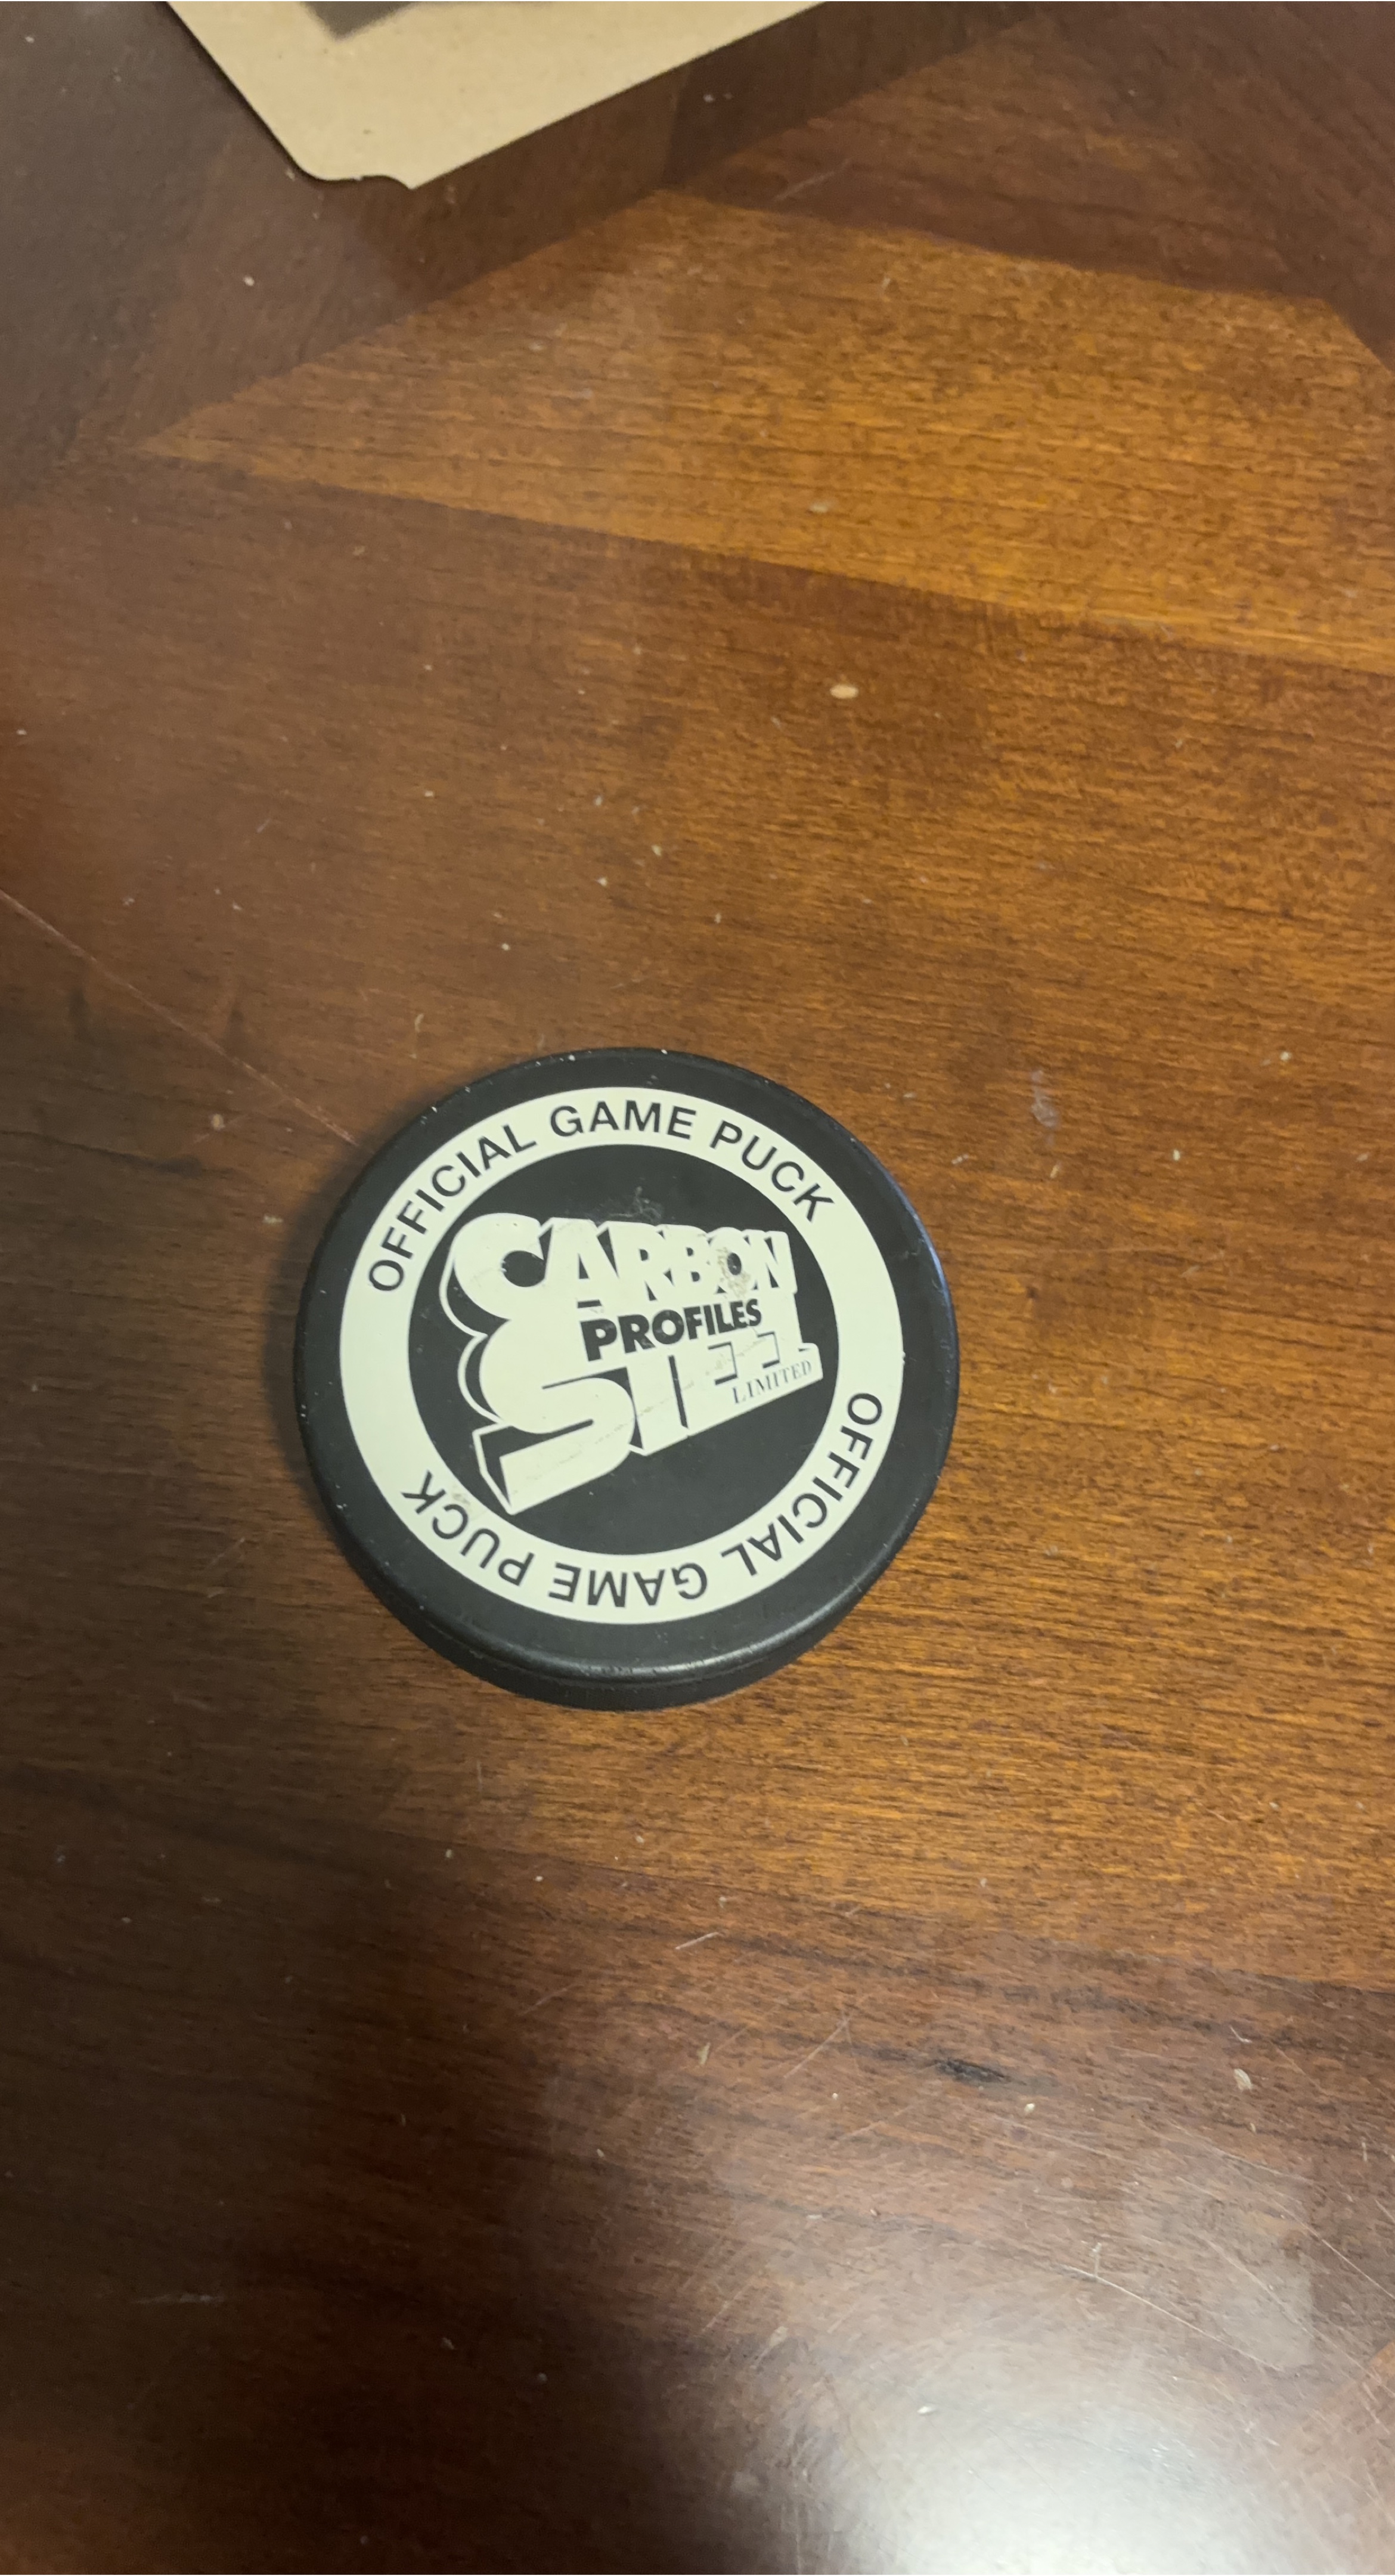 OFFICIAL GAME PUCK
CARBON
PROFILES
STEEL
LIMITED
OFFICIAL GAME PUCK